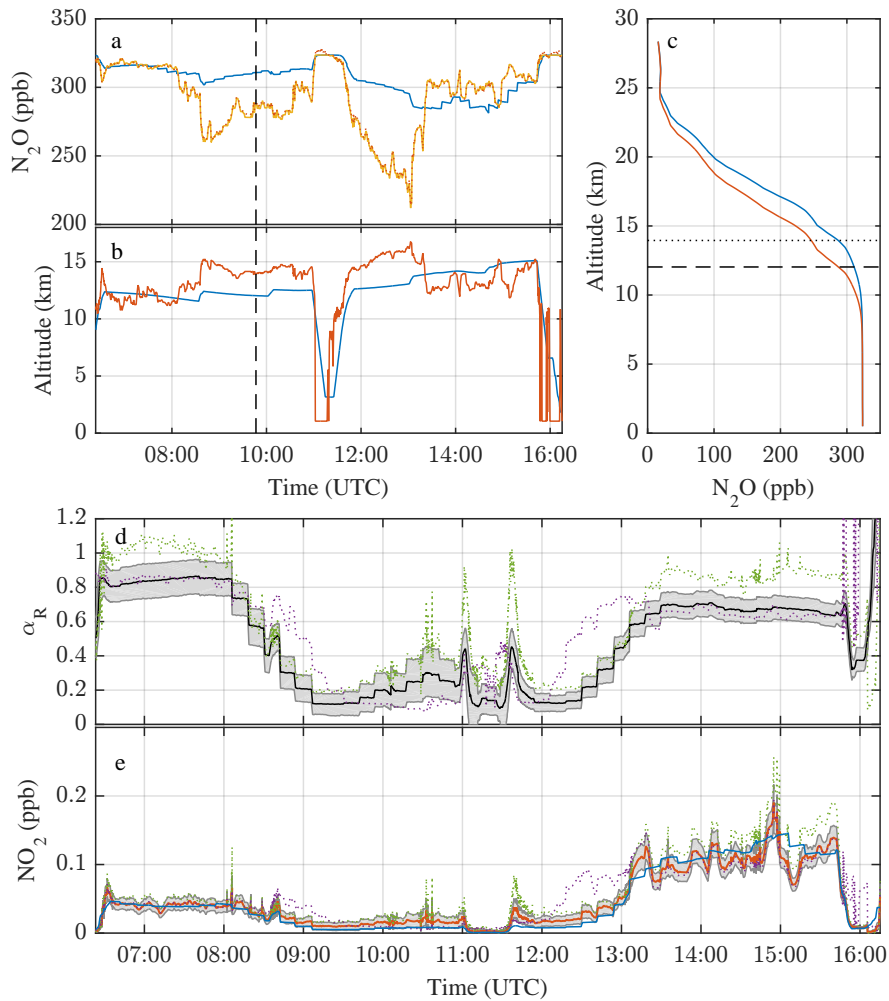 a
350
300
250
200
N₂O (ppb)
b
15
10
5
0
Altitude (km)
08:00 10:00 12:00 14:00 16:00
Time (UTC)
c
30
25
20
15
10
5
0
Altitude (km)
0 100 200 300
N₂O (ppb)
d
1.2
1
0.8
0.6
0.4
0.2
0
α_R
e
0.2
0.1
0
NO₂ (ppb)
07:00 08:00 09:00 10:00 11:00 12:00 13:00 14:00 15:00 16:00
Time (UTC)